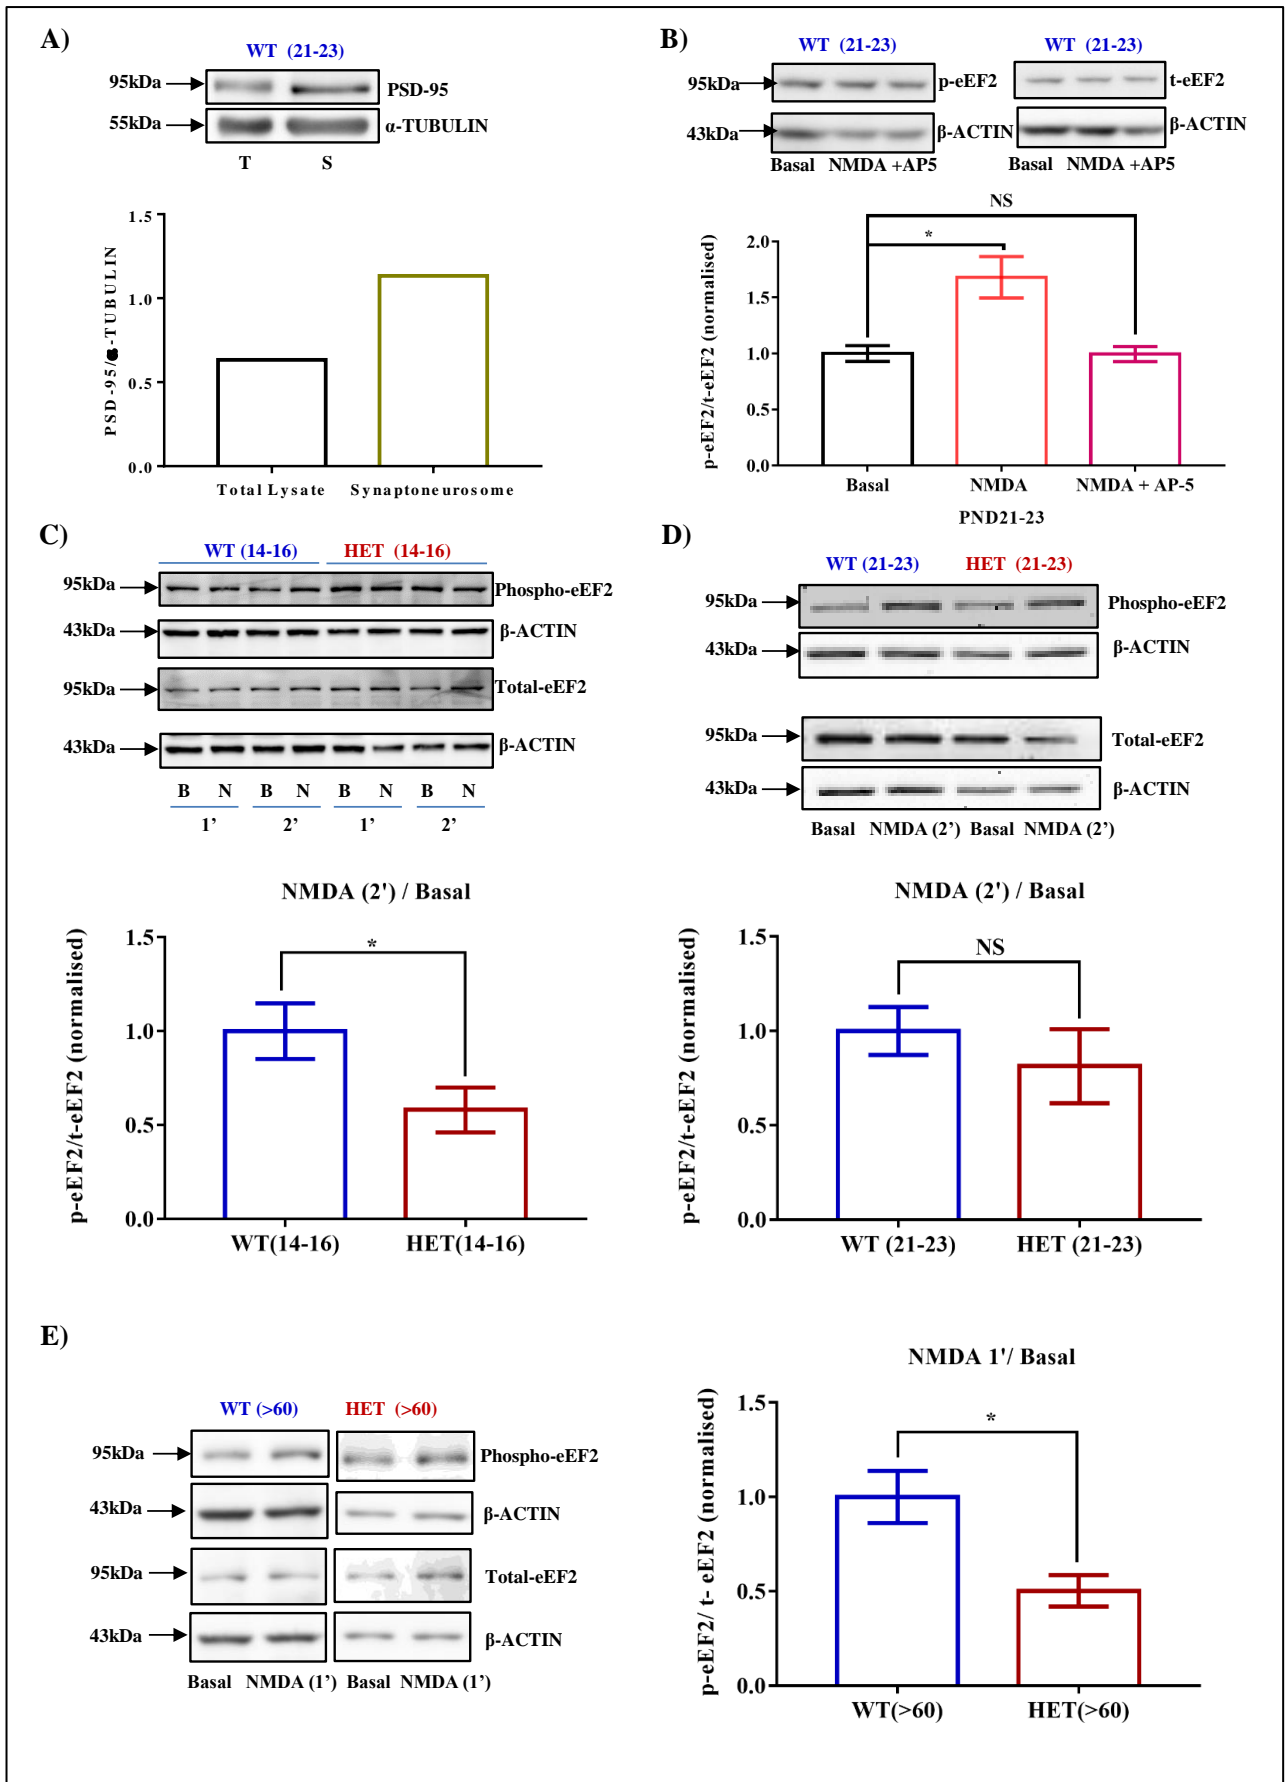 A)
WT (21-23)
95kDa
PSD-95
55kDa
α-TUBULIN
T S
1.5
1.0
0.5
0.0
PSD-95/α-TUBULIN
Total Lysate Synaptoneurosome
B)
WT (21-23) WT (21-23)
95kDa p-eEF2 t-eEF2
43kDa β-ACTIN β-ACTIN
Basal NMDA +AP5 Basal NMDA +AP5
NS
*
2.0
1.5
1.0
0.5
0.0
p-eEF2/t-eEF2 (normalised)
Basal NMDA NMDA + AP-5
PND21-23
C)
WT (14-16) HET (14-16)
95kDa Phospho-eEF2
43kDa β-ACTIN
95kDa Total-eEF2
43kDa β-ACTIN
B N B N B N B N
1’ 2’ 1’ 2’
NMDA (2') / Basal
*
1.5
1.0
0.5
0.0
p-eEF2/t-eEF2 (normalised)
WT(14-16) HET(14-16)
D)
WT (21-23) HET (21-23)
95kDa Phospho-eEF2
43kDa β-ACTIN
95kDa Total-eEF2
43kDa β-ACTIN
Basal NMDA (2’) Basal NMDA (2’)
NMDA (2') / Basal
NS
1.5
1.0
0.5
0.0
p-eEF2/t-eEF2 (normalised)
WT (21-23) HET (21-23)
E)
WT (>60) HET (>60)
95kDa Phospho-eEF2
43kDa β-ACTIN
95kDa Total-eEF2
43kDa β-ACTIN
Basal NMDA (1’) Basal NMDA (1’)
NMDA 1'/ Basal
*
1.5
1.0
0.5
0.0
p-eEF2/ t- eEF2 (normalised)
WT(>60) HET(>60)